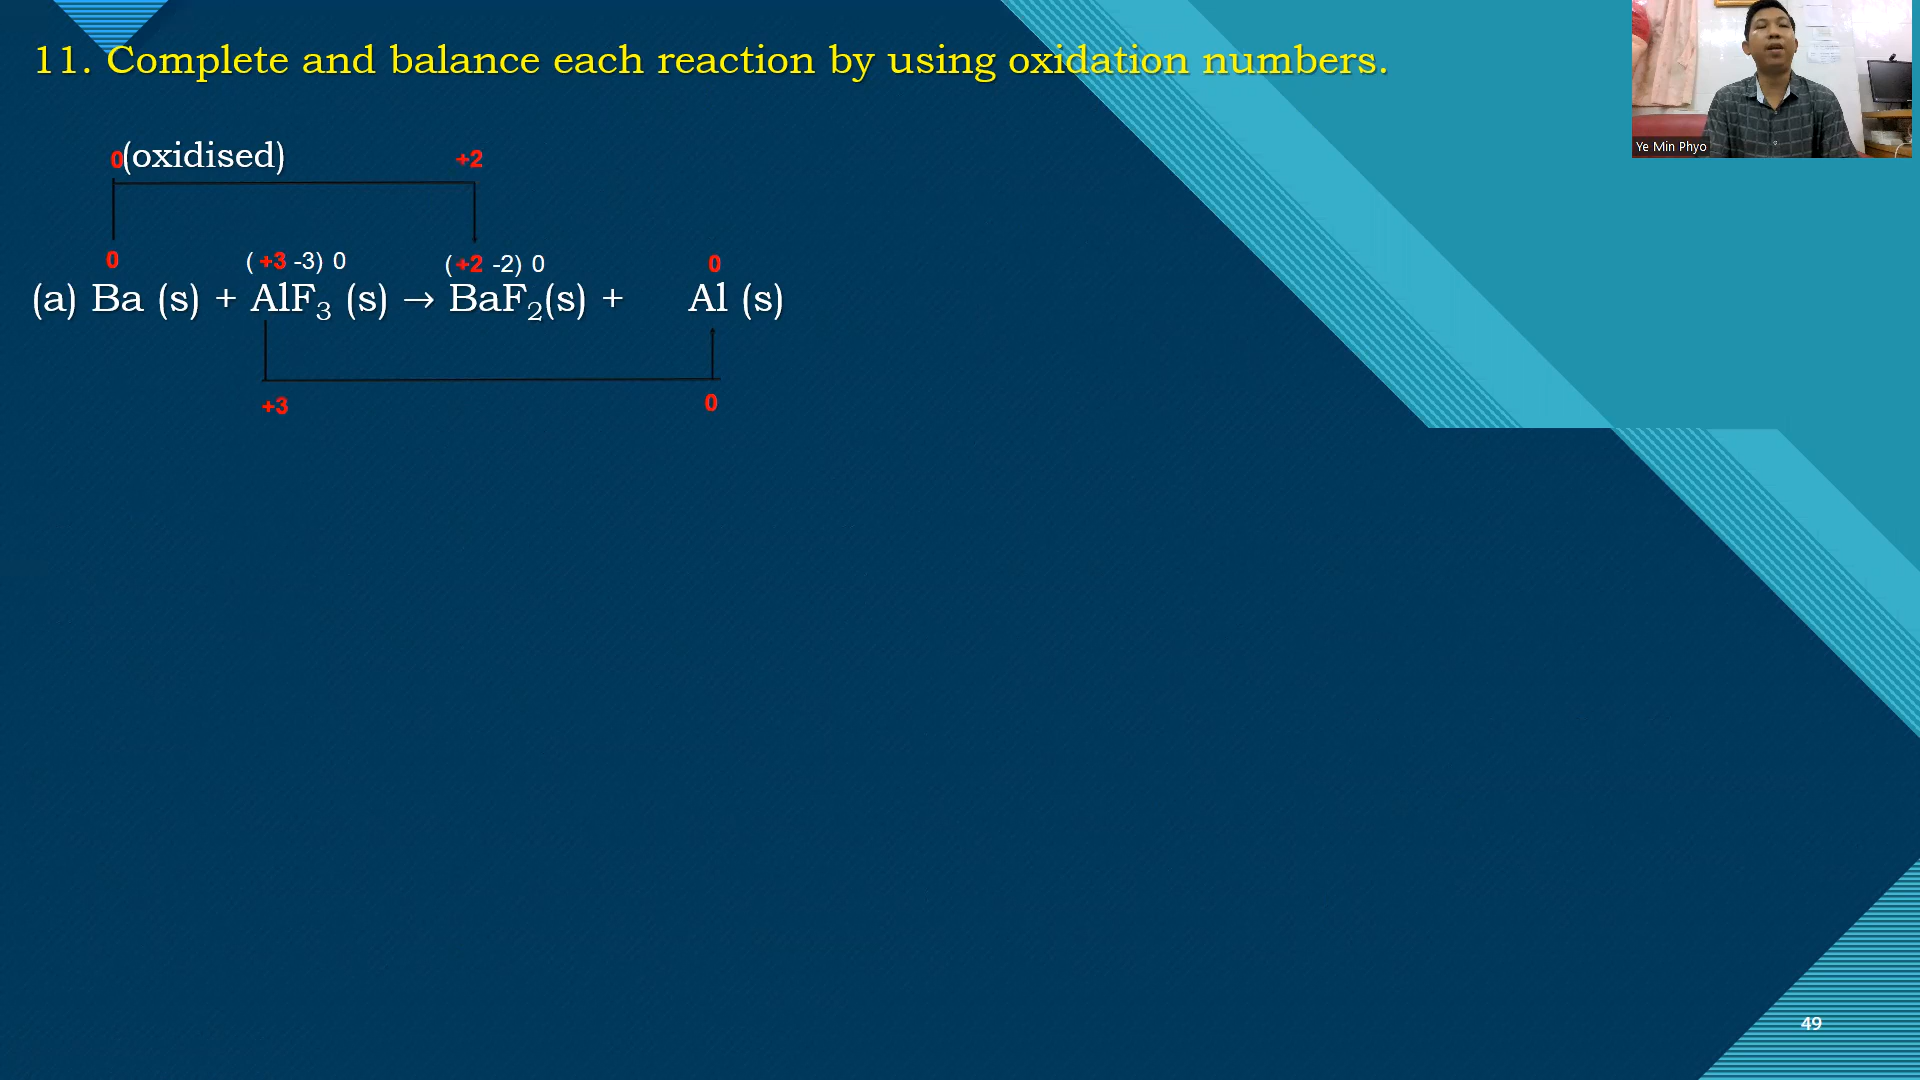 11. Complete and balance each reaction by using oxidation numbers.
Ye Min Phyo
0(oxidised) +2
0 (+3 -3) 0 (+2 -2) 0 0
(a) Ba (s) + AlF₃ (s) → BaF₂(s) + Al (s)
+3 0
49